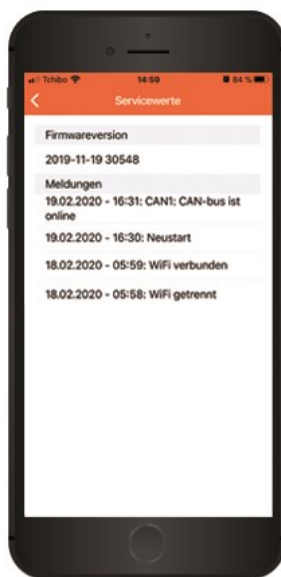 Tchibo 14:59 84 %
Servicewerte
Firmwareversion
2019-11-19 30548
Meldungen
19.02.2020 - 16:31: CAN1: CAN-bus ist
online
19.02.2020 - 16:30: Neustart
18.02.2020 - 05:59: WiFi verbunden
18.02.2020 - 05:58: WiFi getrennt